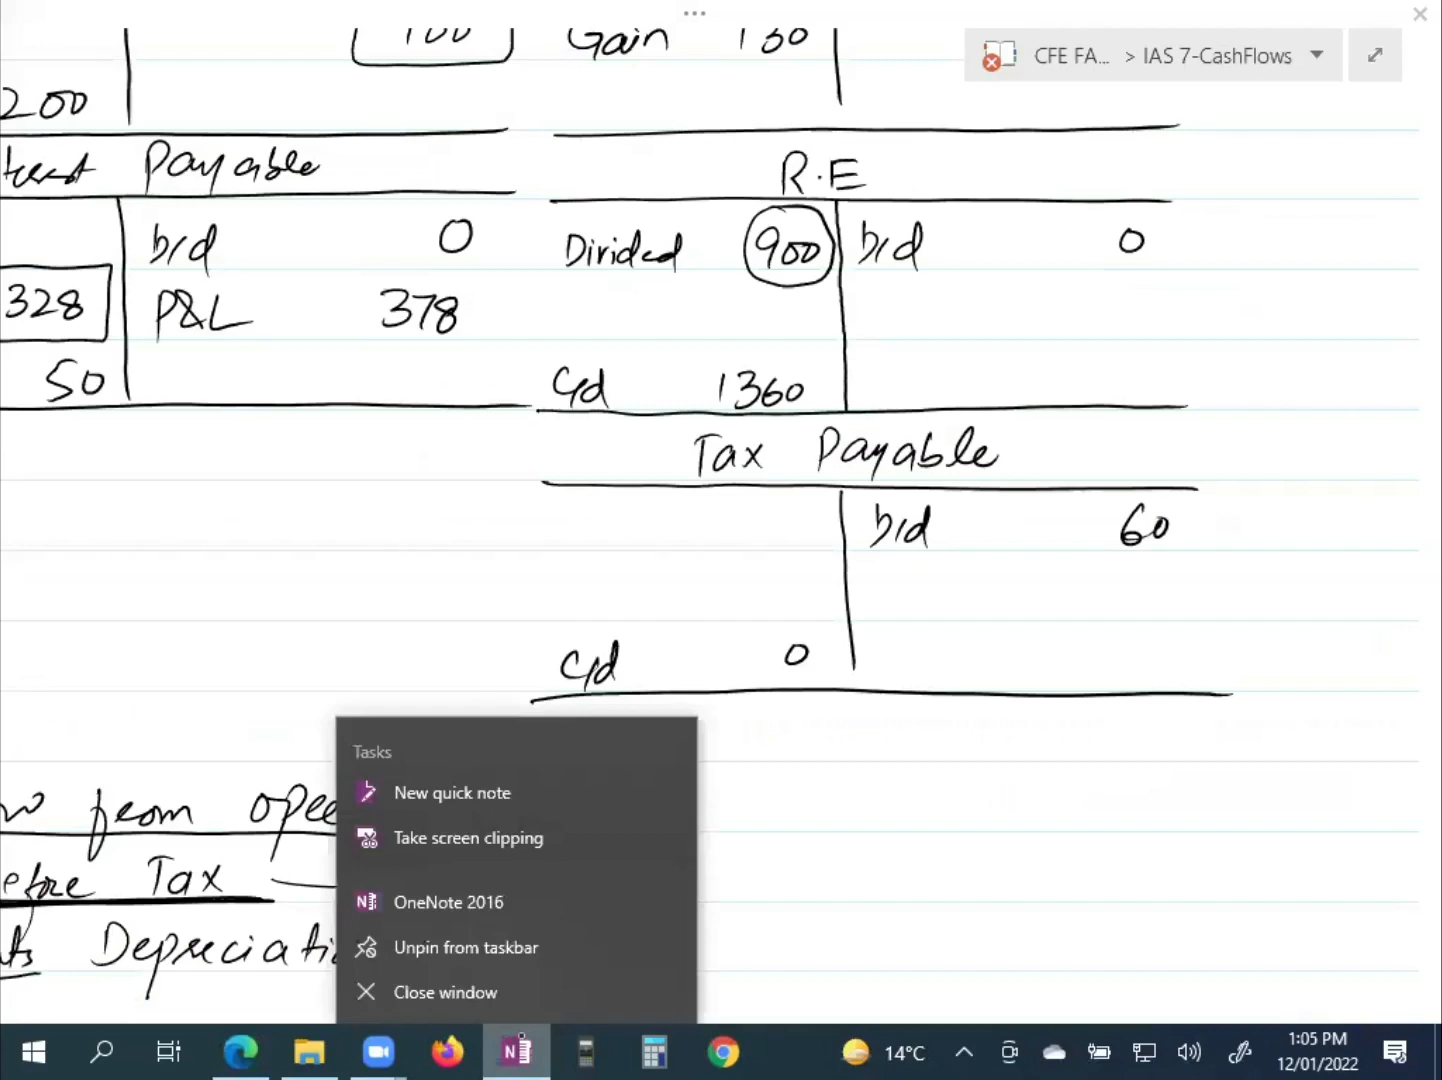 100
Gain 130
CFE FA... > IAS 7-CashFlows
200
Payable
R.E
b/d 0
Divided 900 b/d 0
328 P&L 378
50
C/d 1360
Tax Payable
b/d 60
C/d 0
Tasks
New quick note
Take screen clipping
from
Tax
OneNote 2016
Unpin from taskbar
Close window
14°C
1:05 PM
12/01/2022